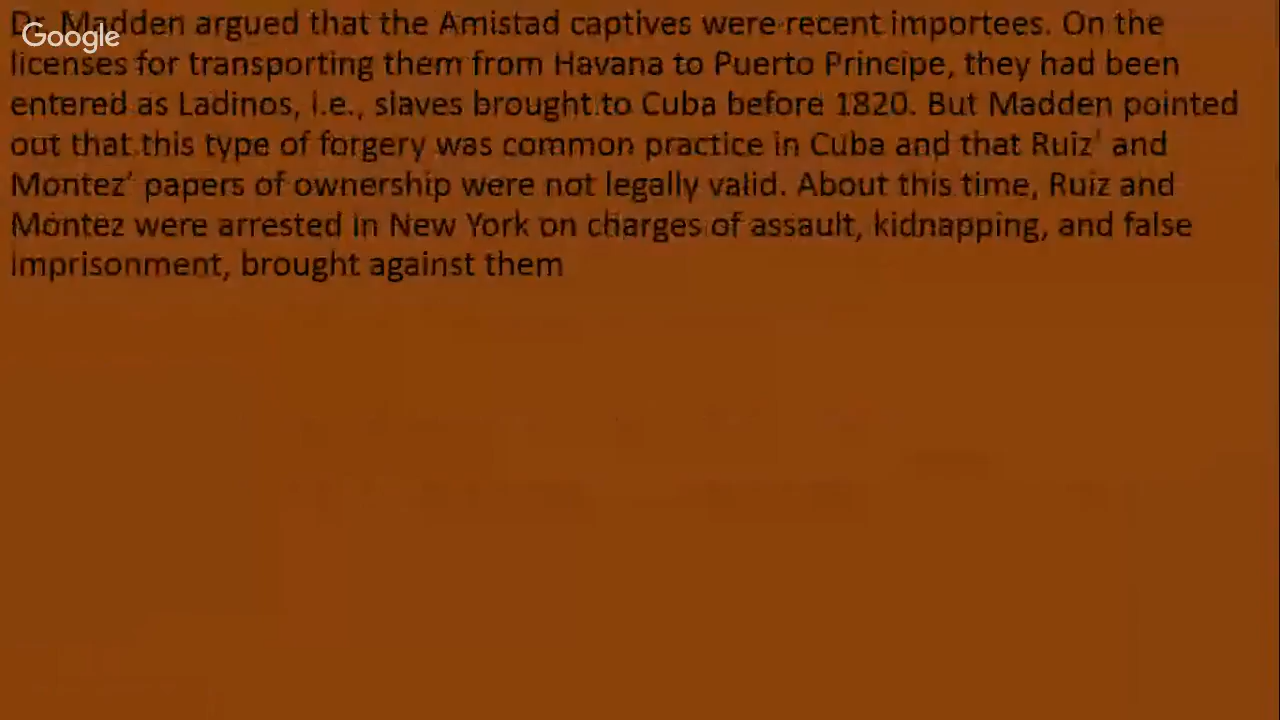 Google
Dr. Madden argued that the Amistad captives were recent importees. On the
licenses for transporting them from Havana to Puerto Principe, they had been
entered as Ladinos, i.e., slaves brought to Cuba before 1820. But Madden pointed
out that this type of forgery was common practice in Cuba and that Ruiz' and
Montez' papers of ownership were not legally valid. About this time, Ruiz and
Montez were arrested in New York on charges of assault, kidnapping, and false
imprisonment, brought against them